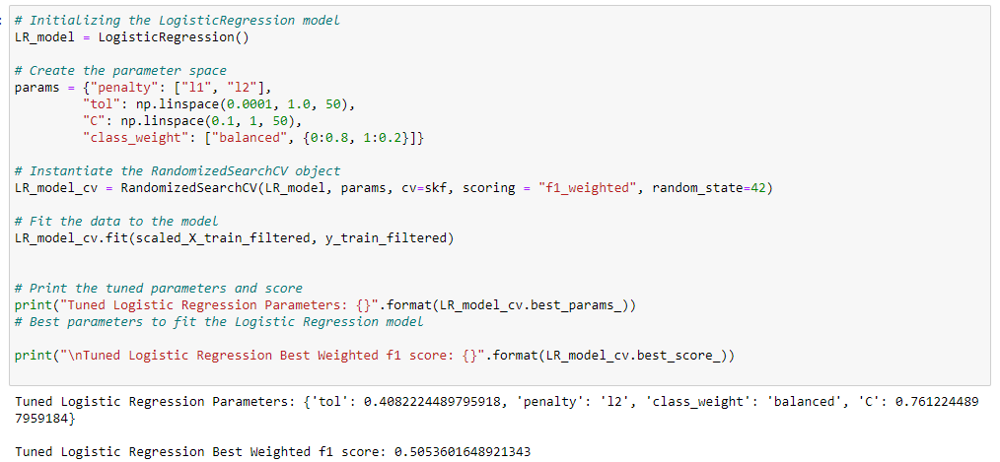 :
# Initializing the LogisticRegression model
LR_model = LogisticRegression()
# Create the parameter space
params = {"penalty": ["l1", "l2"],
"tol": np.linspace(0.0001, 1.0, 50),
"C": np.linspace(0.1, 1, 50),
"class_weight": ["balanced", {0:0.8, 1:0.2}]}
# Instantiate the RandomizedSearchCV object
LR_model_cv = RandomizedSearchCV(LR_model, params, cv=skf, scoring = "f1_weighted", random_state=42)
# Fit the data to the model
LR_model_cv.fit(scaled_X_train_filtered, y_train_filtered)
# Print the tuned parameters and score
print("Tuned Logistic Regression Parameters: {}".format(LR_model_cv.best_params_))
# Best parameters to fit the Logistic Regression model
print("\nTuned Logistic Regression Best Weighted f1 score: {}".format(LR_model_cv.best_score_))
Tuned Logistic Regression Parameters: {'tol': 0.4082224489795918, 'penalty': 'l2', 'class_weight': 'balanced', 'C': 0.761224489
7959184}
Tuned Logistic Regression Best Weighted f1 score: 0.5053601648921343